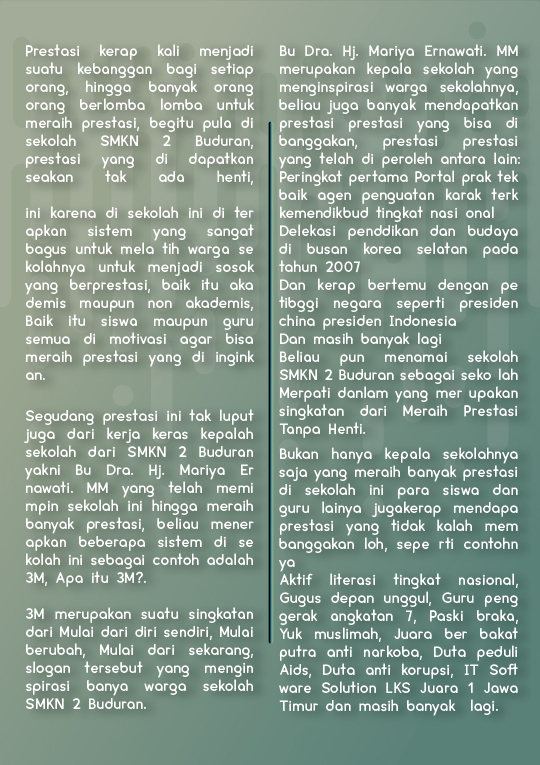 Prestasi kerap kali menjadi
suatu kebanggan bagi setiap
orang, hingga banyak orang
orang berlomba lomba untuk
meraih prestasi, begitu pula di
sekolah SMKN 2 Buduran,
prestasi yang di dapatkan
seakan tak ada henti,
ini karena di sekolah ini di ter
apkan sistem yang sangat
bagus untuk mela tih warga se
kolahnya untuk menjadi sosok
yang berprestasi, baik itu aka
demis maupun non akademis,
Baik itu siswa maupun guru
semua di motivasi agar bisa
meraih prestasi yang di ingink
an.
Segudang prestasi ini tak luput
juga dari kerja keras kepalah
sekolah dari SMKN 2 Buduran
yakni Bu Dra. Hj. Mariya Er
nawati. MM yang telah memi
mpin sekolah ini hingga meraih
banyak prestasi, beliau mener
apkan beberapa sistem di se
kolah ini sebagai contoh adalah
3M, Apa itu 3M?.
3M merupakan suatu singkatan
dari Mulai dari diri sendiri, Mulai
berubah, Mulai dari sekarang,
slogan tersebut yang mengin
spirasi banya warga sekolah
SMKN 2 Buduran.
Bu Dra. Hj. Mariya Ernawati. MM
merupakan kepala sekolah yang
menginspirasi warga sekolahnya,
beliau juga banyak mendapatkan
prestasi prestasi yang bisa di
banggakan, prestasi prestasi
yang telah di peroleh antara lain:
Peringkat pertama Portal prak tek
baik agen penguatan karak terk
kemendikbud tingkat nasi onal
Delekasi penddikan dan budaya
di busan korea selatan pada
tahun 2007
Dan kerap bertemu dengan pe
tibggi negara seperti presiden
china presiden Indonesia
Dan masih banyak lagi
Beliau pun menamai sekolah
SMKN 2 Buduran sebagai seko lah
Merpati danlam yang mer upakan
singkatan dari Meraih Prestasi
Tanpa Henti.
Bukan hanya kepala sekolahnya
saja yang meraih banyak prestasi
di sekolah ini para siswa dan
guru lainya jugakerap mendapa
prestasi yang tidak kalah mem
banggakan loh, sepe rti contohn
ya
Aktif literasi tingkat nasional,
Gugus depan unggul, Guru peng
gerak angkatan 7, Paski braka,
Yuk muslimah, Juara ber bakat
putra anti narkoba, Duta peduli
Aids, Duta anti korupsi, IT Soft
ware Solution LKS Juara 1 Jawa
Timur dan masih banyak lagi.